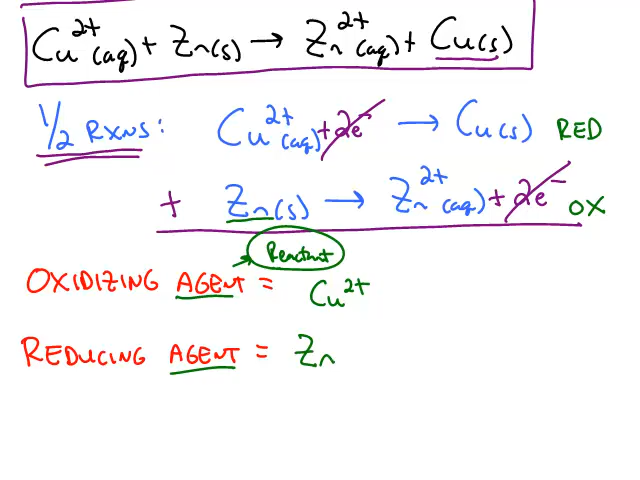 Cu²⁺(aq) + Zn(s) → Zn²⁺(aq) + Cu(s)
1/2 RXNS: Cu²⁺(aq) + 2e⁻ → Cu(s) RED
+ Zn(s) → Zn²⁺(aq) + 2e⁻ OX
Reactant
OXIDIZING AGENT = Cu²⁺
REDUCING AGENT = Zn